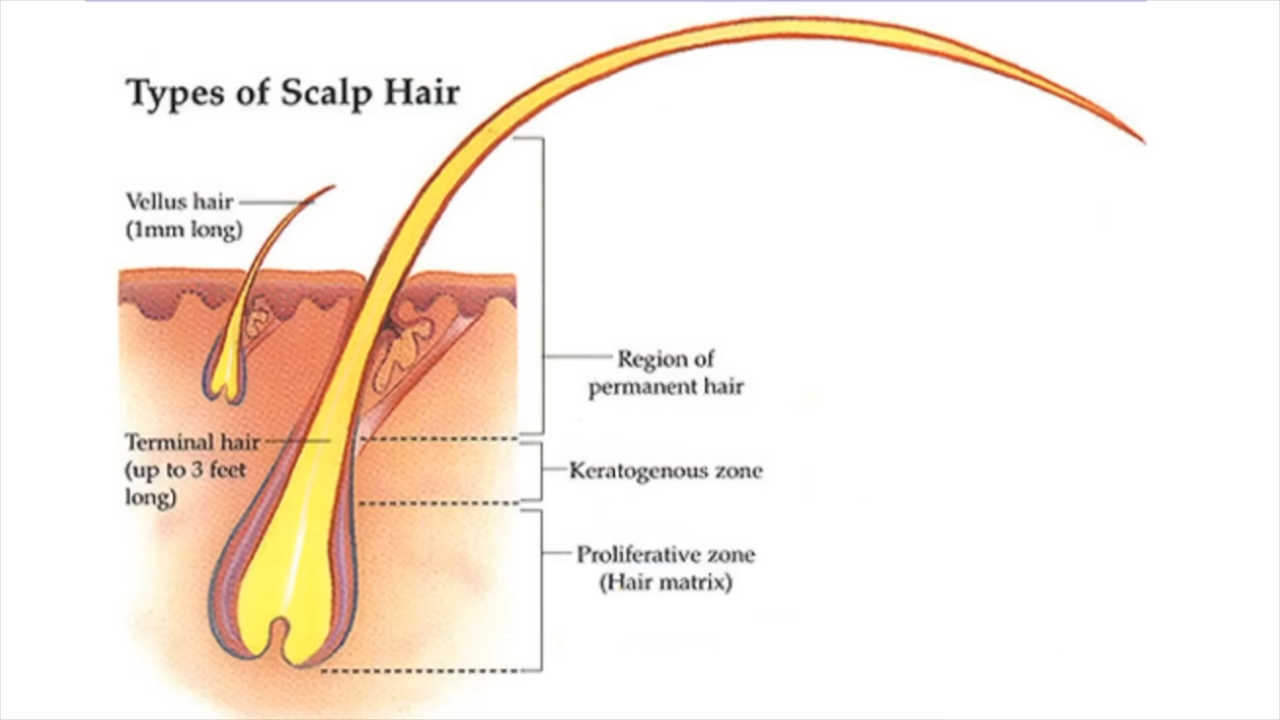 Types of Scalp Hair
Vellus hair
(1mm long)
Region of
permanent hair
Terminal hair
(up to 3 feet
long)
Keratogenous zone
Proliferative zone
(Hair matrix)